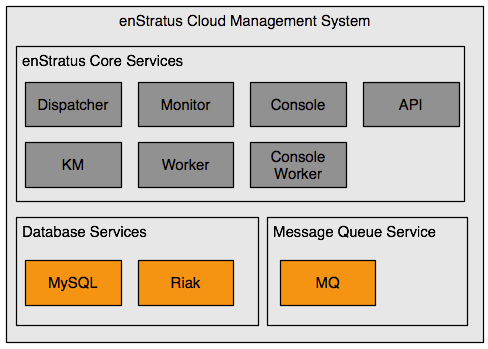 enStratus Cloud Management System
enStratus Core Services
Dispatcher
Monitor
Console
API
KM
Worker
Console
Worker
Database Services
MySQL
Riak
Message Queue Service
MQ